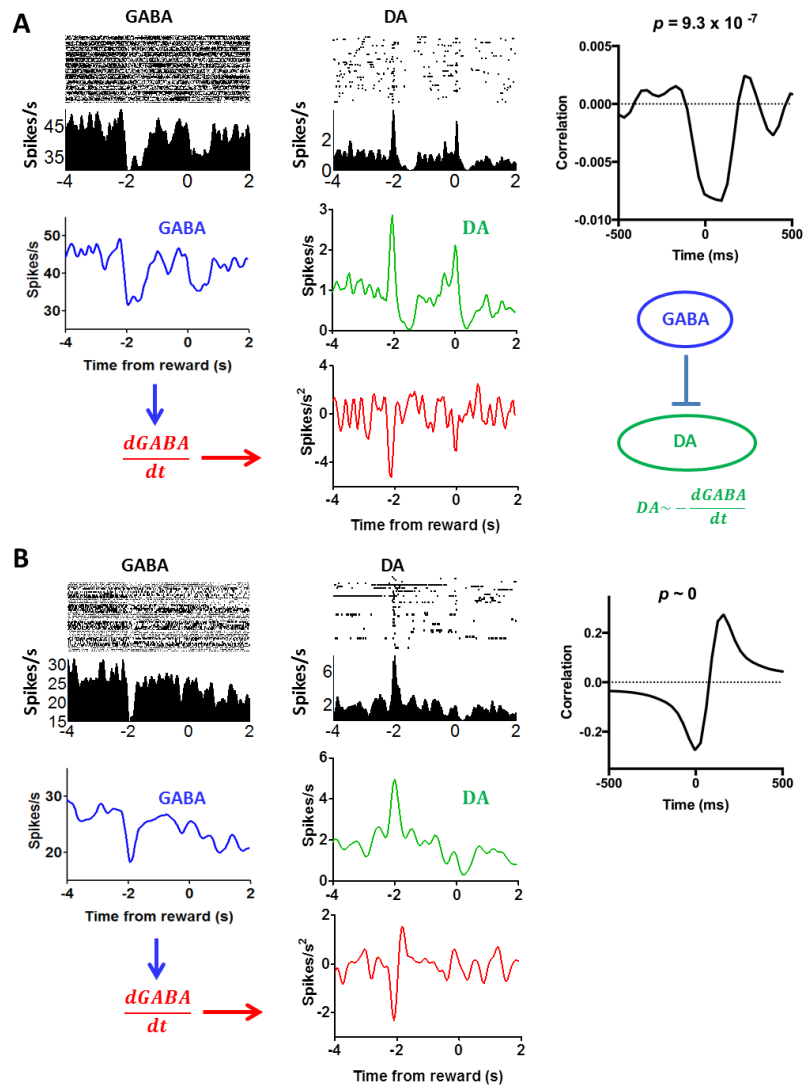 A
GABA
DA
p = 9.3 x 10 -7
Spikes/s
45
35
-4 -2 0 2
Spikes/s
2
0
-4 -2 0 2
Correlation
0.005
0.000
-0.005
-0.010
-500 0 500
Time (ms)
GABA
Spikes/s
50
40
30
-4 -2 0 2
Time from reward (s)
DA
Spikes/s
3
2
1
0
-4 -2 0 2
GABA
DA
DA~ − dGABA/dt
dGABA/dt
Spikes/s2
4
0
-4
-4 -2 0 2
Time from reward (s)
B
GABA
DA
p ~ 0
Spikes/s
30
25
20
15
-4 -2 0 2
Spikes/s
6
4
2
-4 -2 0 2
Correlation
0.2
0.0
-0.2
-500 0 500
Time (ms)
GABA
Spikes/s
30
20
-4 -2 0 2
Time from reward (s)
DA
Spikes/s
6
4
2
0
-4 -2 0 2
dGABA/dt
Spikes/s2
2
0
-2
-4 -2 0 2
Time from reward (s)